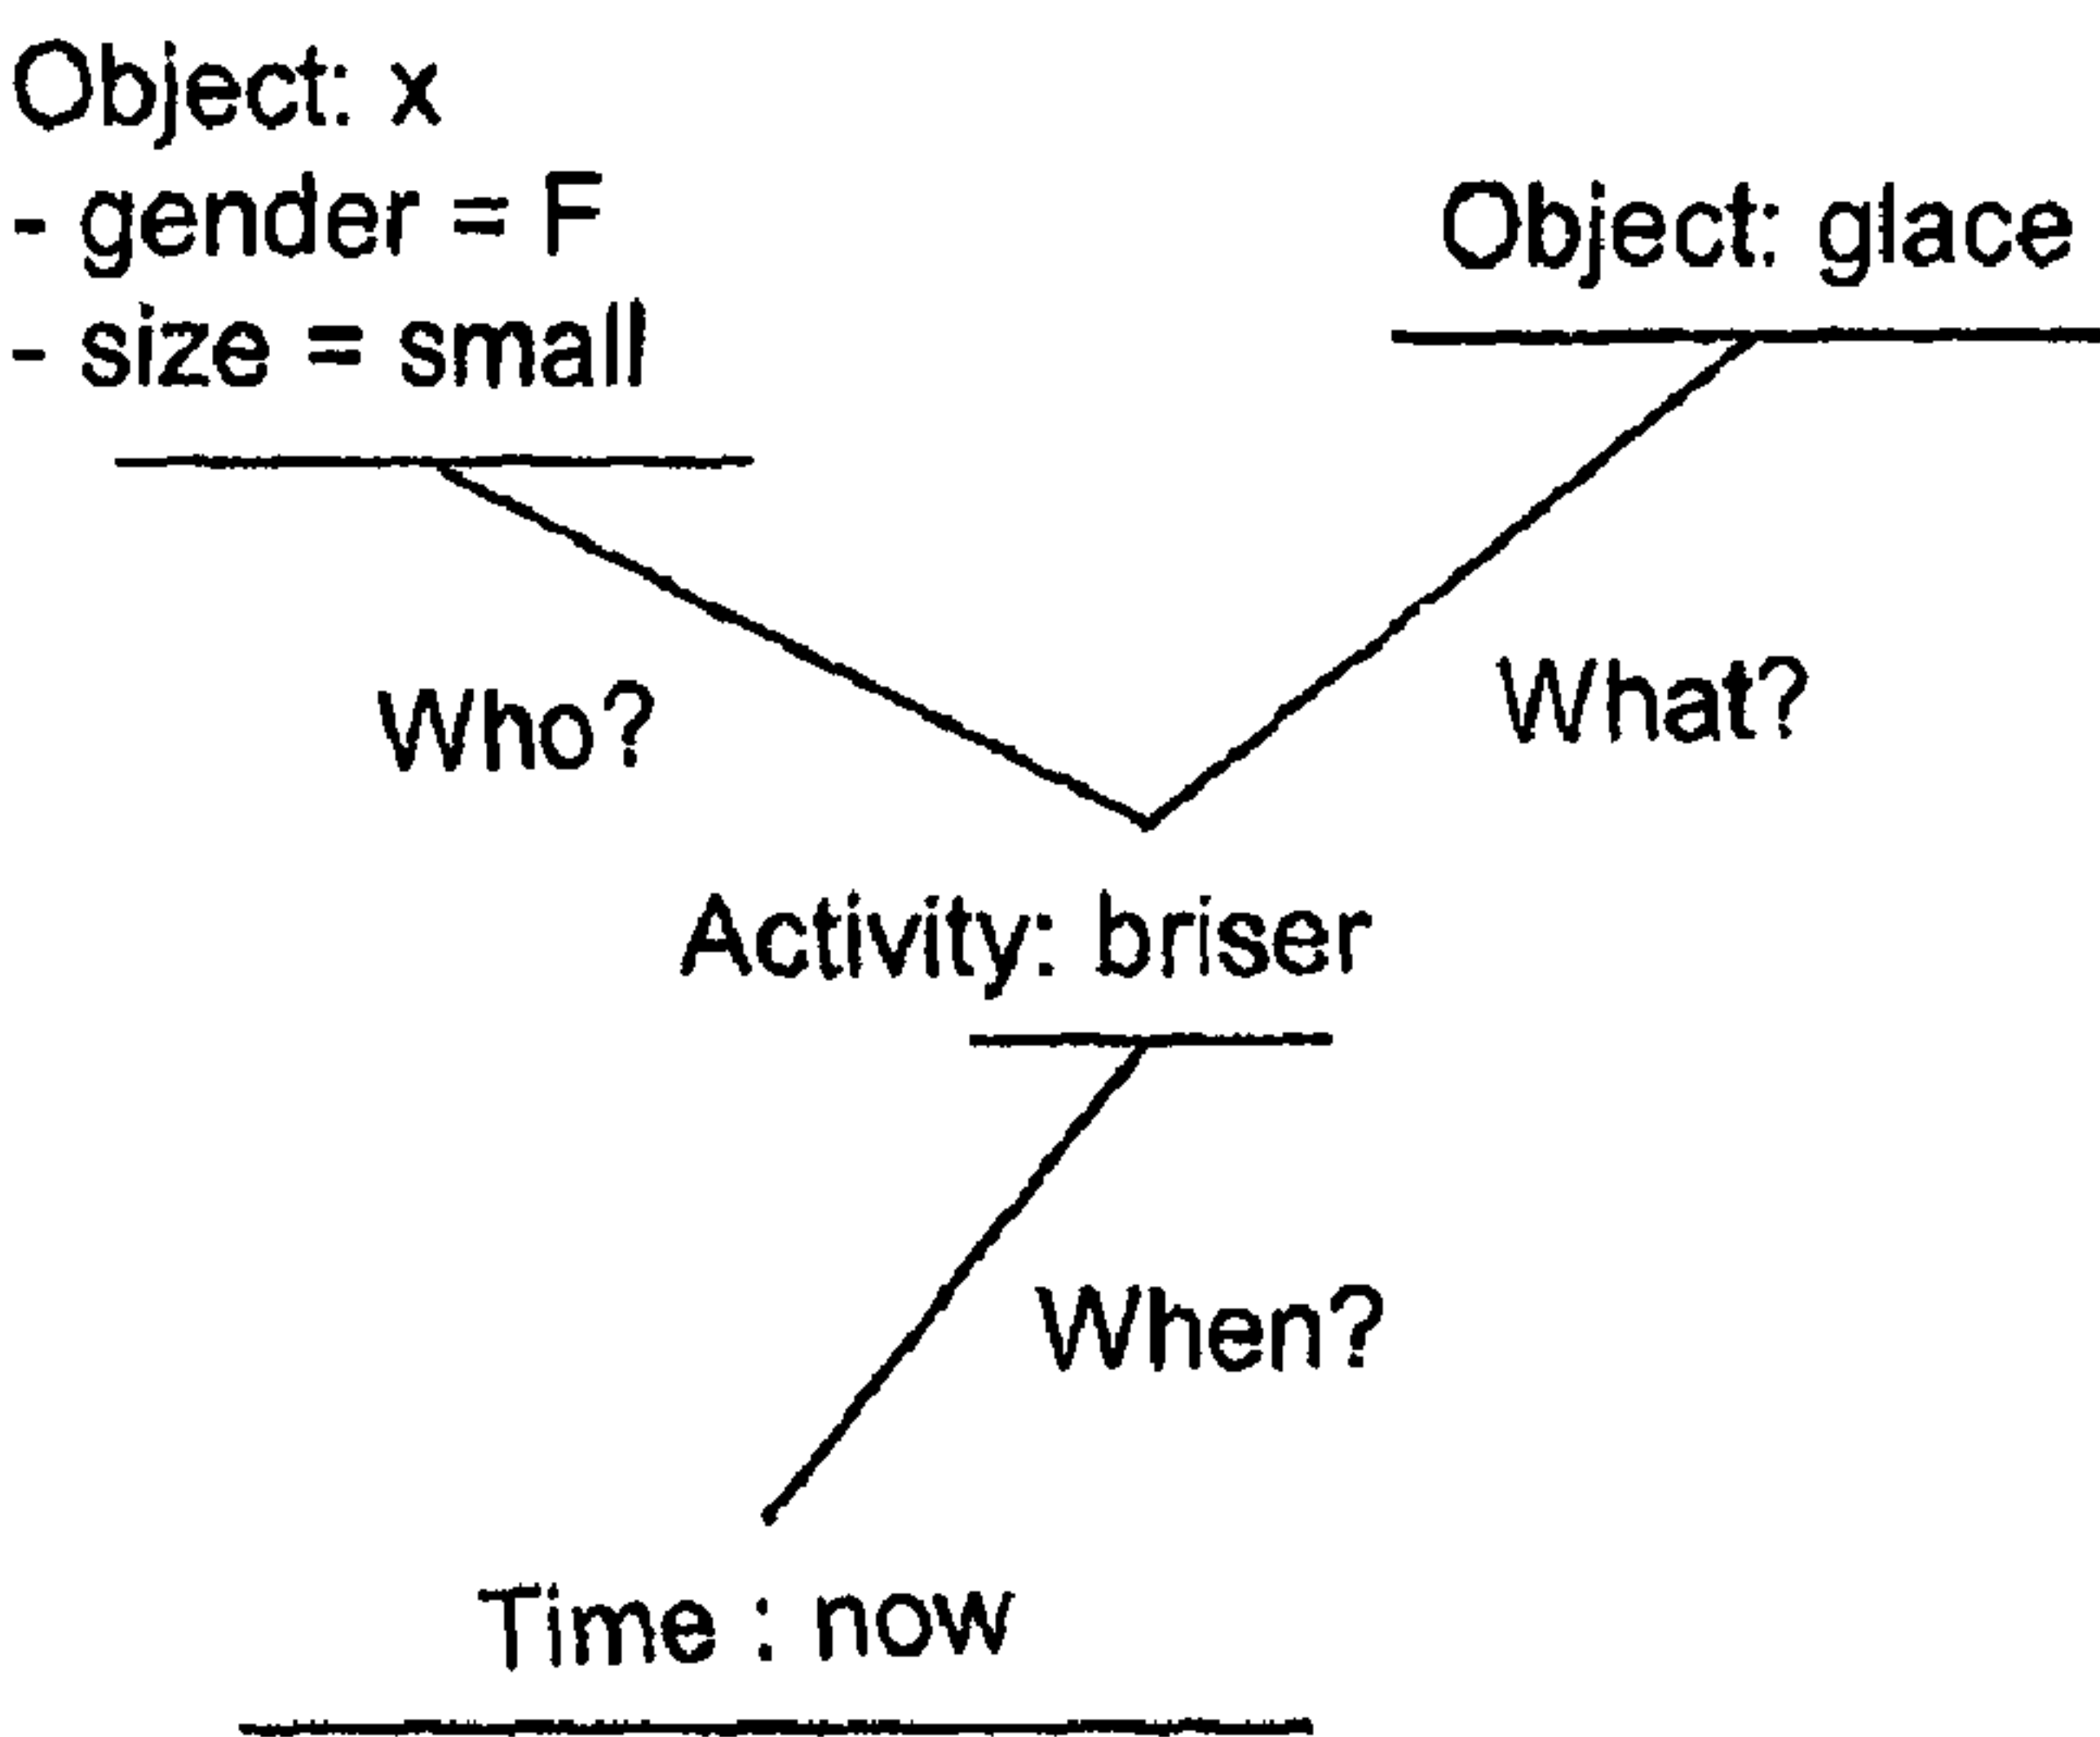 Object: x
- gender = F
- size = small
Object: glace
Who?
What?
Activity: briser
When?
Time : now